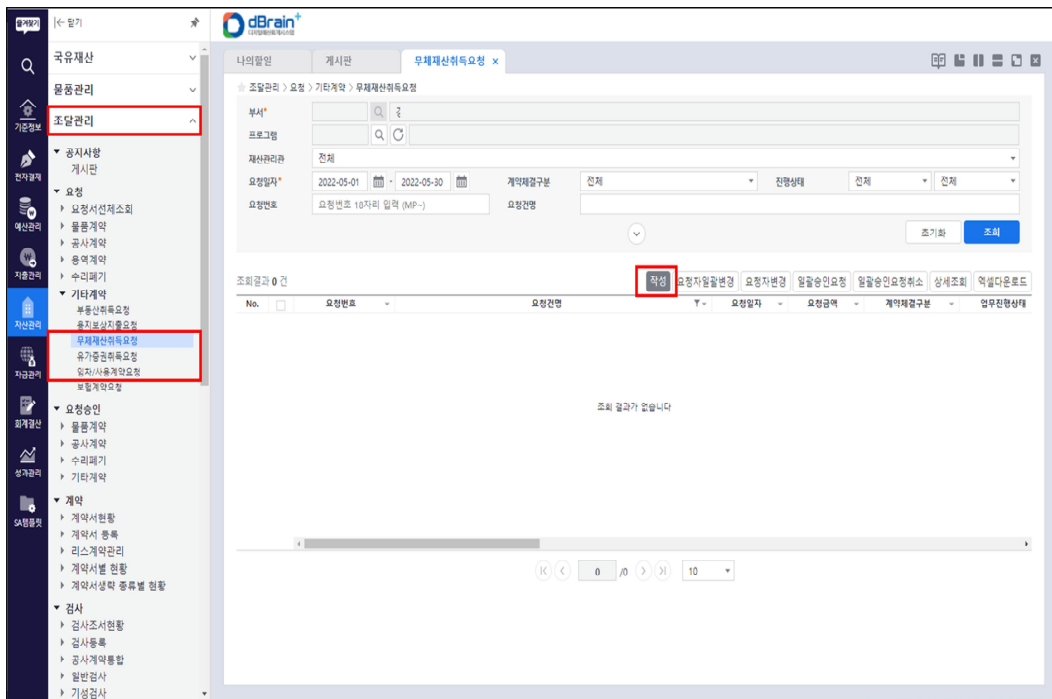 즐겨찾기
닫기
dBrain+
디지털예산회계시스템
국유재산
물품관리
조달관리
기준정보
전자결재
예산관리
지출관리
자산관리
자금관리
회계결산
성과관리
SA템플릿
공지사항
게시판
요청
요청서전체조회
물품계약
공사계약
용역계약
수리폐기
기타계약
부동산취득요청
용지보상지출요청
무체재산취득요청
유가증권취득요청
임차/사용계약요청
보험계약요청
요청승인
물품계약
공사계약
수리폐기
기타계약
계약
계약서현황
계약서 등록
리스계약관리
계약서별 현황
계약서생략 종류별 현황
검사
검사조서현황
검사등록
공사계약통합
일반검사
기성검사
나의할일 게시판 무체재산취득요청 ×
조달관리 > 요청 > 기타계약 > 무체재산취득요청
부서*
프로그램
재산관리관 전체
요청일자* 2022-05-01 - 2022-05-30 계약체결구분 전체 진행상태 전체 전체
요청번호 요청번호 10자리 입력 (MP~) 요청건명
초기화 조회
조회결과 0 건 작성 요청자일괄변경 요청자변경 일괄승인요청 일괄승인요청취소 상세조회 엑셀다운로드
No. 요청번호 요청건명 요청일자 요청금액 계약체결구분 업무진행상태
조회 결과가 없습니다
0 /0 10